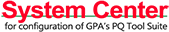 System Center
for configuration of GPA's PQ Tool Suite